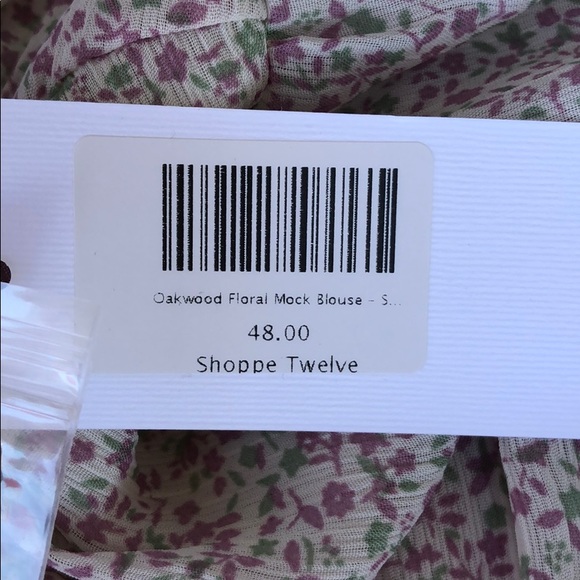 Oakwood Floral Mock Blouse - S...
48.00
Shoppe Twelve